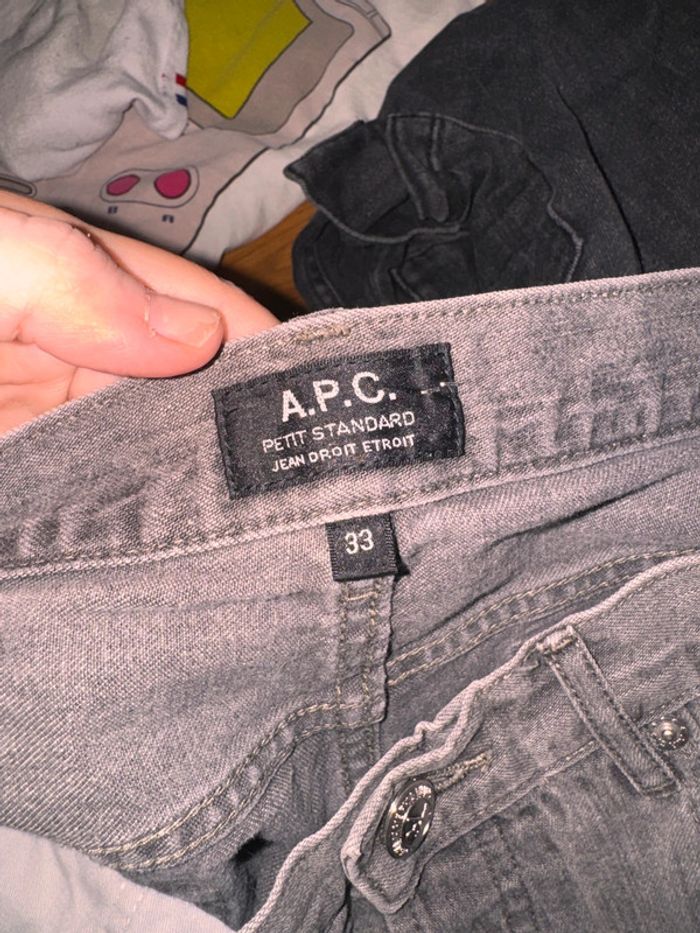 A.P.C.
PETIT STANDARD
JEAN DROIT ETROIT
33
B A